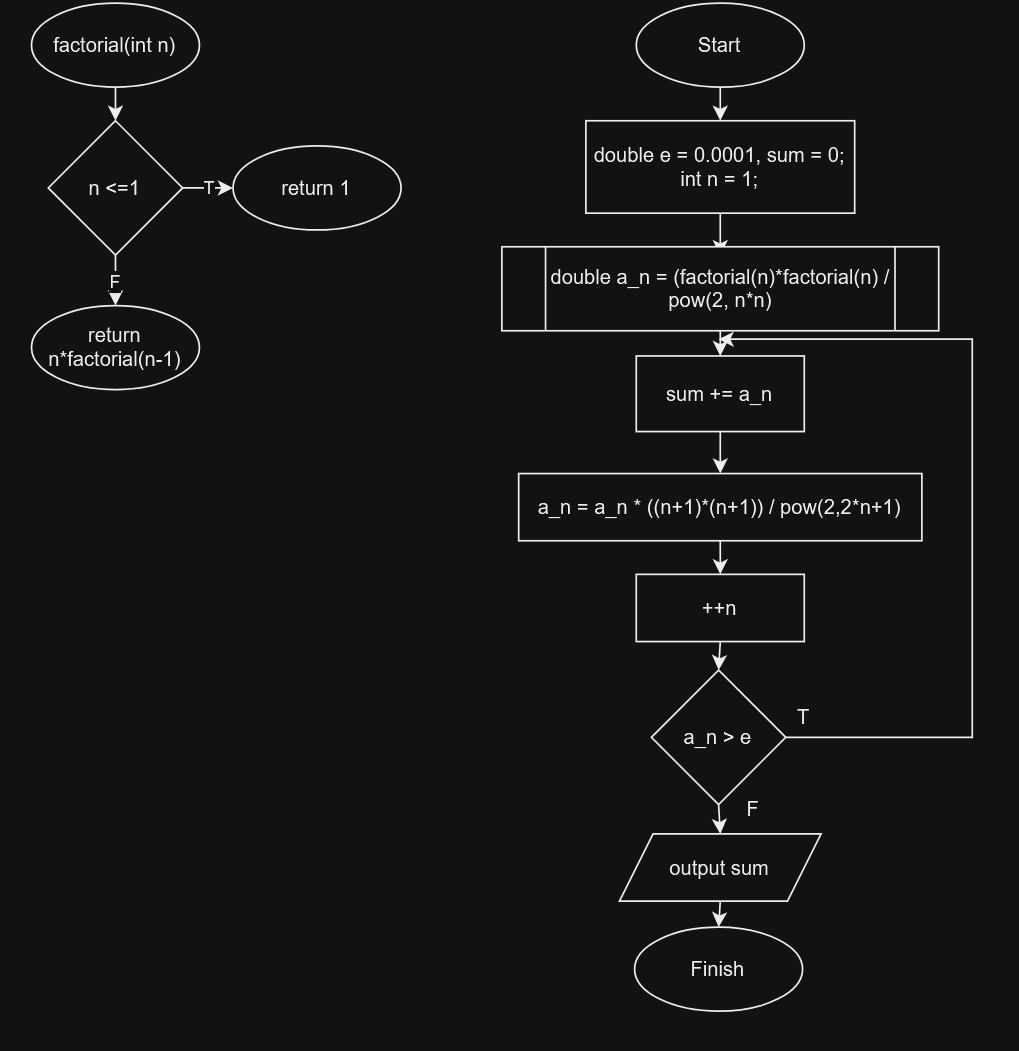 factorial(int n)
n <=1
T
return 1
F
return
n*factorial(n-1)
Start
double e = 0.0001, sum = 0;
int n = 1;
double a_n = (factorial(n)*factorial(n) /
pow(2, n*n)
sum += a_n
a_n = a_n * ((n+1)*(n+1)) / pow(2,2*n+1)
++n
a_n > e
T
F
output sum
Finish